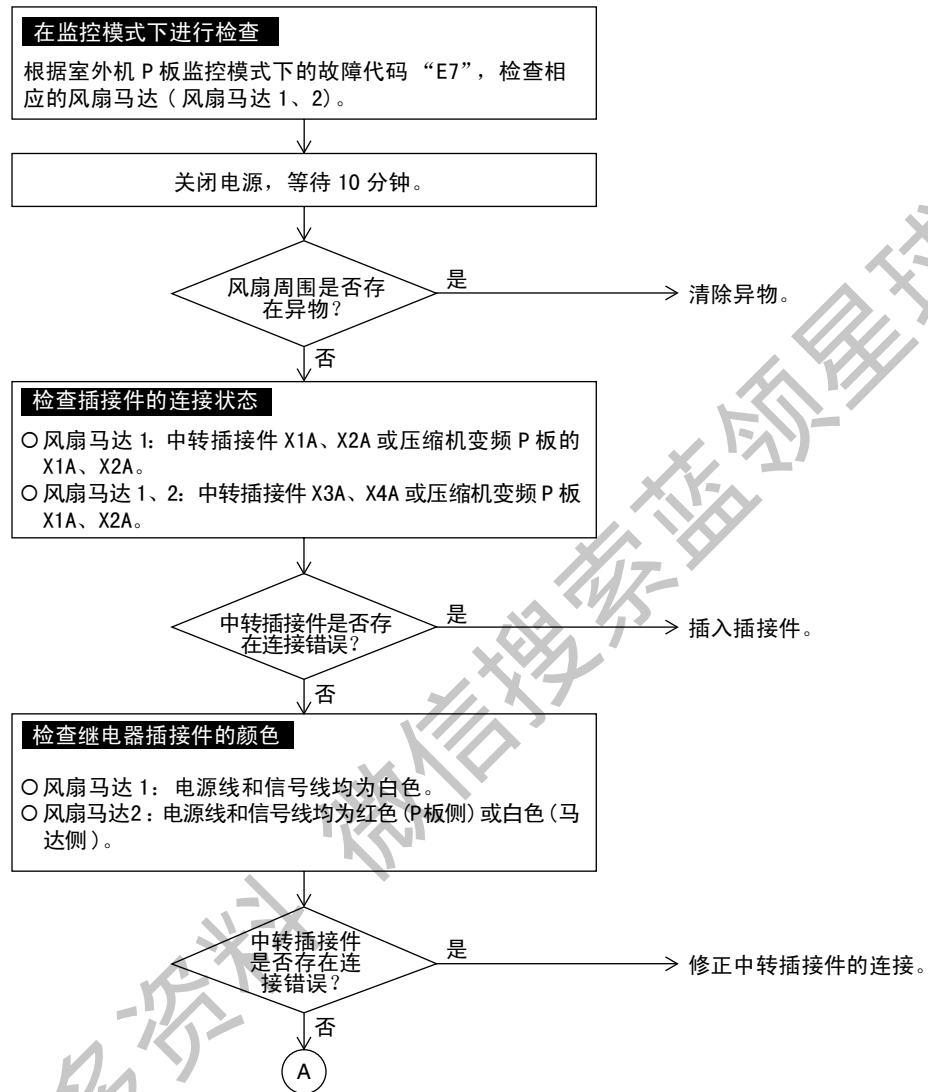 在监控模式下进行检查
根据室外机 P 板监控模式下的故障代码 “E7”，检查相
应的风扇马达 ( 风扇马达 1、2)。
关闭电源，等待 10 分钟。
风扇周围是否存
在异物？
是
清除异物。
否
检查插接件的连接状态
○ 风扇马达 1：中转插接件 X1A、X2A 或压缩机变频 P 板的
X1A、X2A。
○ 风扇马达 1、2：中转插接件 X3A、X4A 或压缩机变频 P 板
X1A、X2A。
中转插接件是否存
在连接错误？
是
插入插接件。
否
检查继电器插接件的颜色
○ 风扇马达 1：电源线和信号线均为白色。
○ 风扇马达2：电源线和信号线均为红色(P板侧)或白色(马
达侧)。
中转插接件
是否存在连
接错误？
是
修正中转插接件的连接。
否
A
多资料 微信搜索蓝领星球